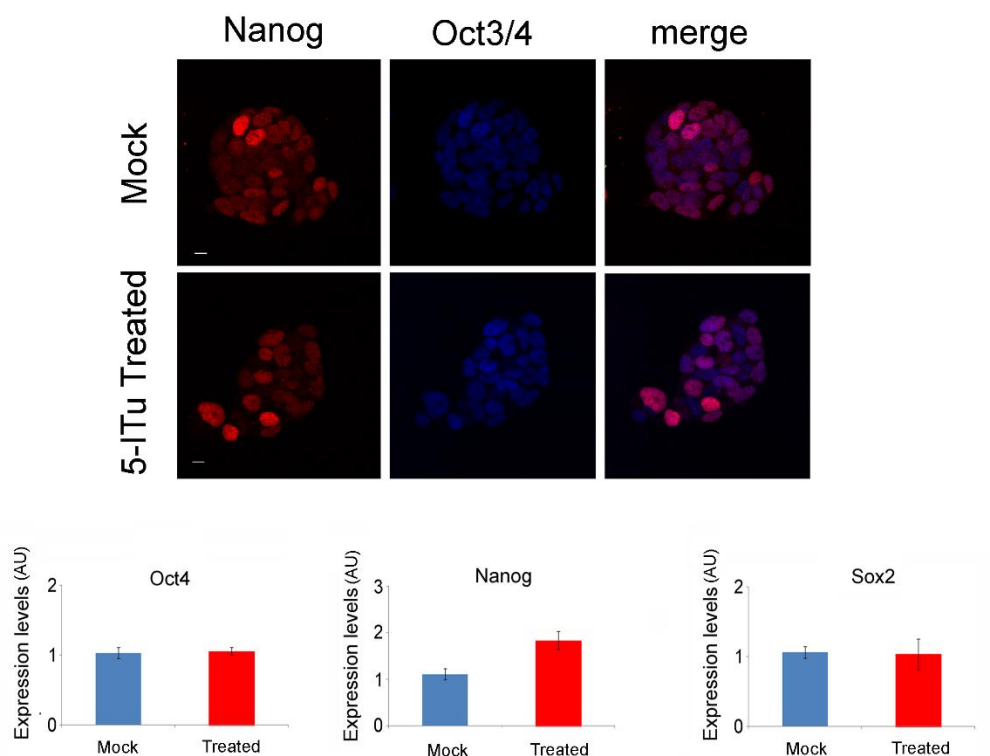 Nanog Oct3/4 merge
Mock
5-ITu Treated
Oct4
Expression levels (AU)
2
1
0
Mock Treated
Nanog
Expression levels (AU)
3
2
1
0
Mock Treated
Sox2
Expression levels (AU)
2
1
0
Mock Treated